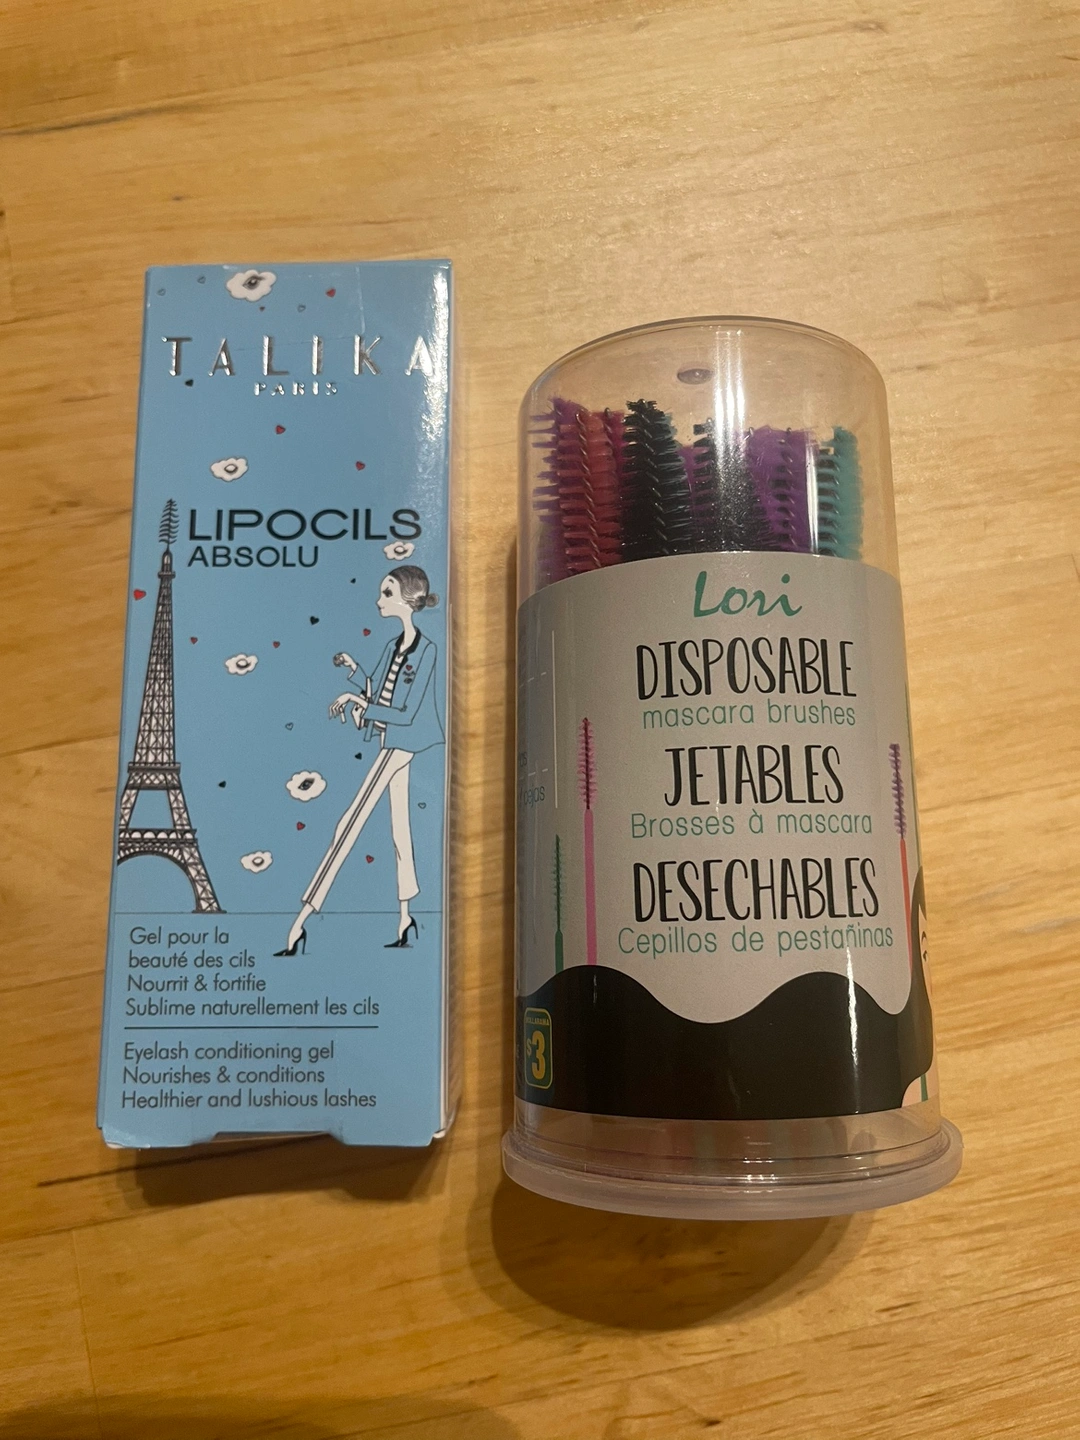 TALIKA
PARIS
LIPOCILS
ABSOLU
Gel pour la
beauté des cils
Nourrit & fortifie
Sublime naturellement les cils
Eyelash conditioning gel
Nourishes & conditions
Healthier and lushious lashes
Lori
DISPOSABLE
mascara brushes
JETABLES
Brosses à mascara
DESECHABLES
Cepillos de pestañinas
DOLLARAMA
$3